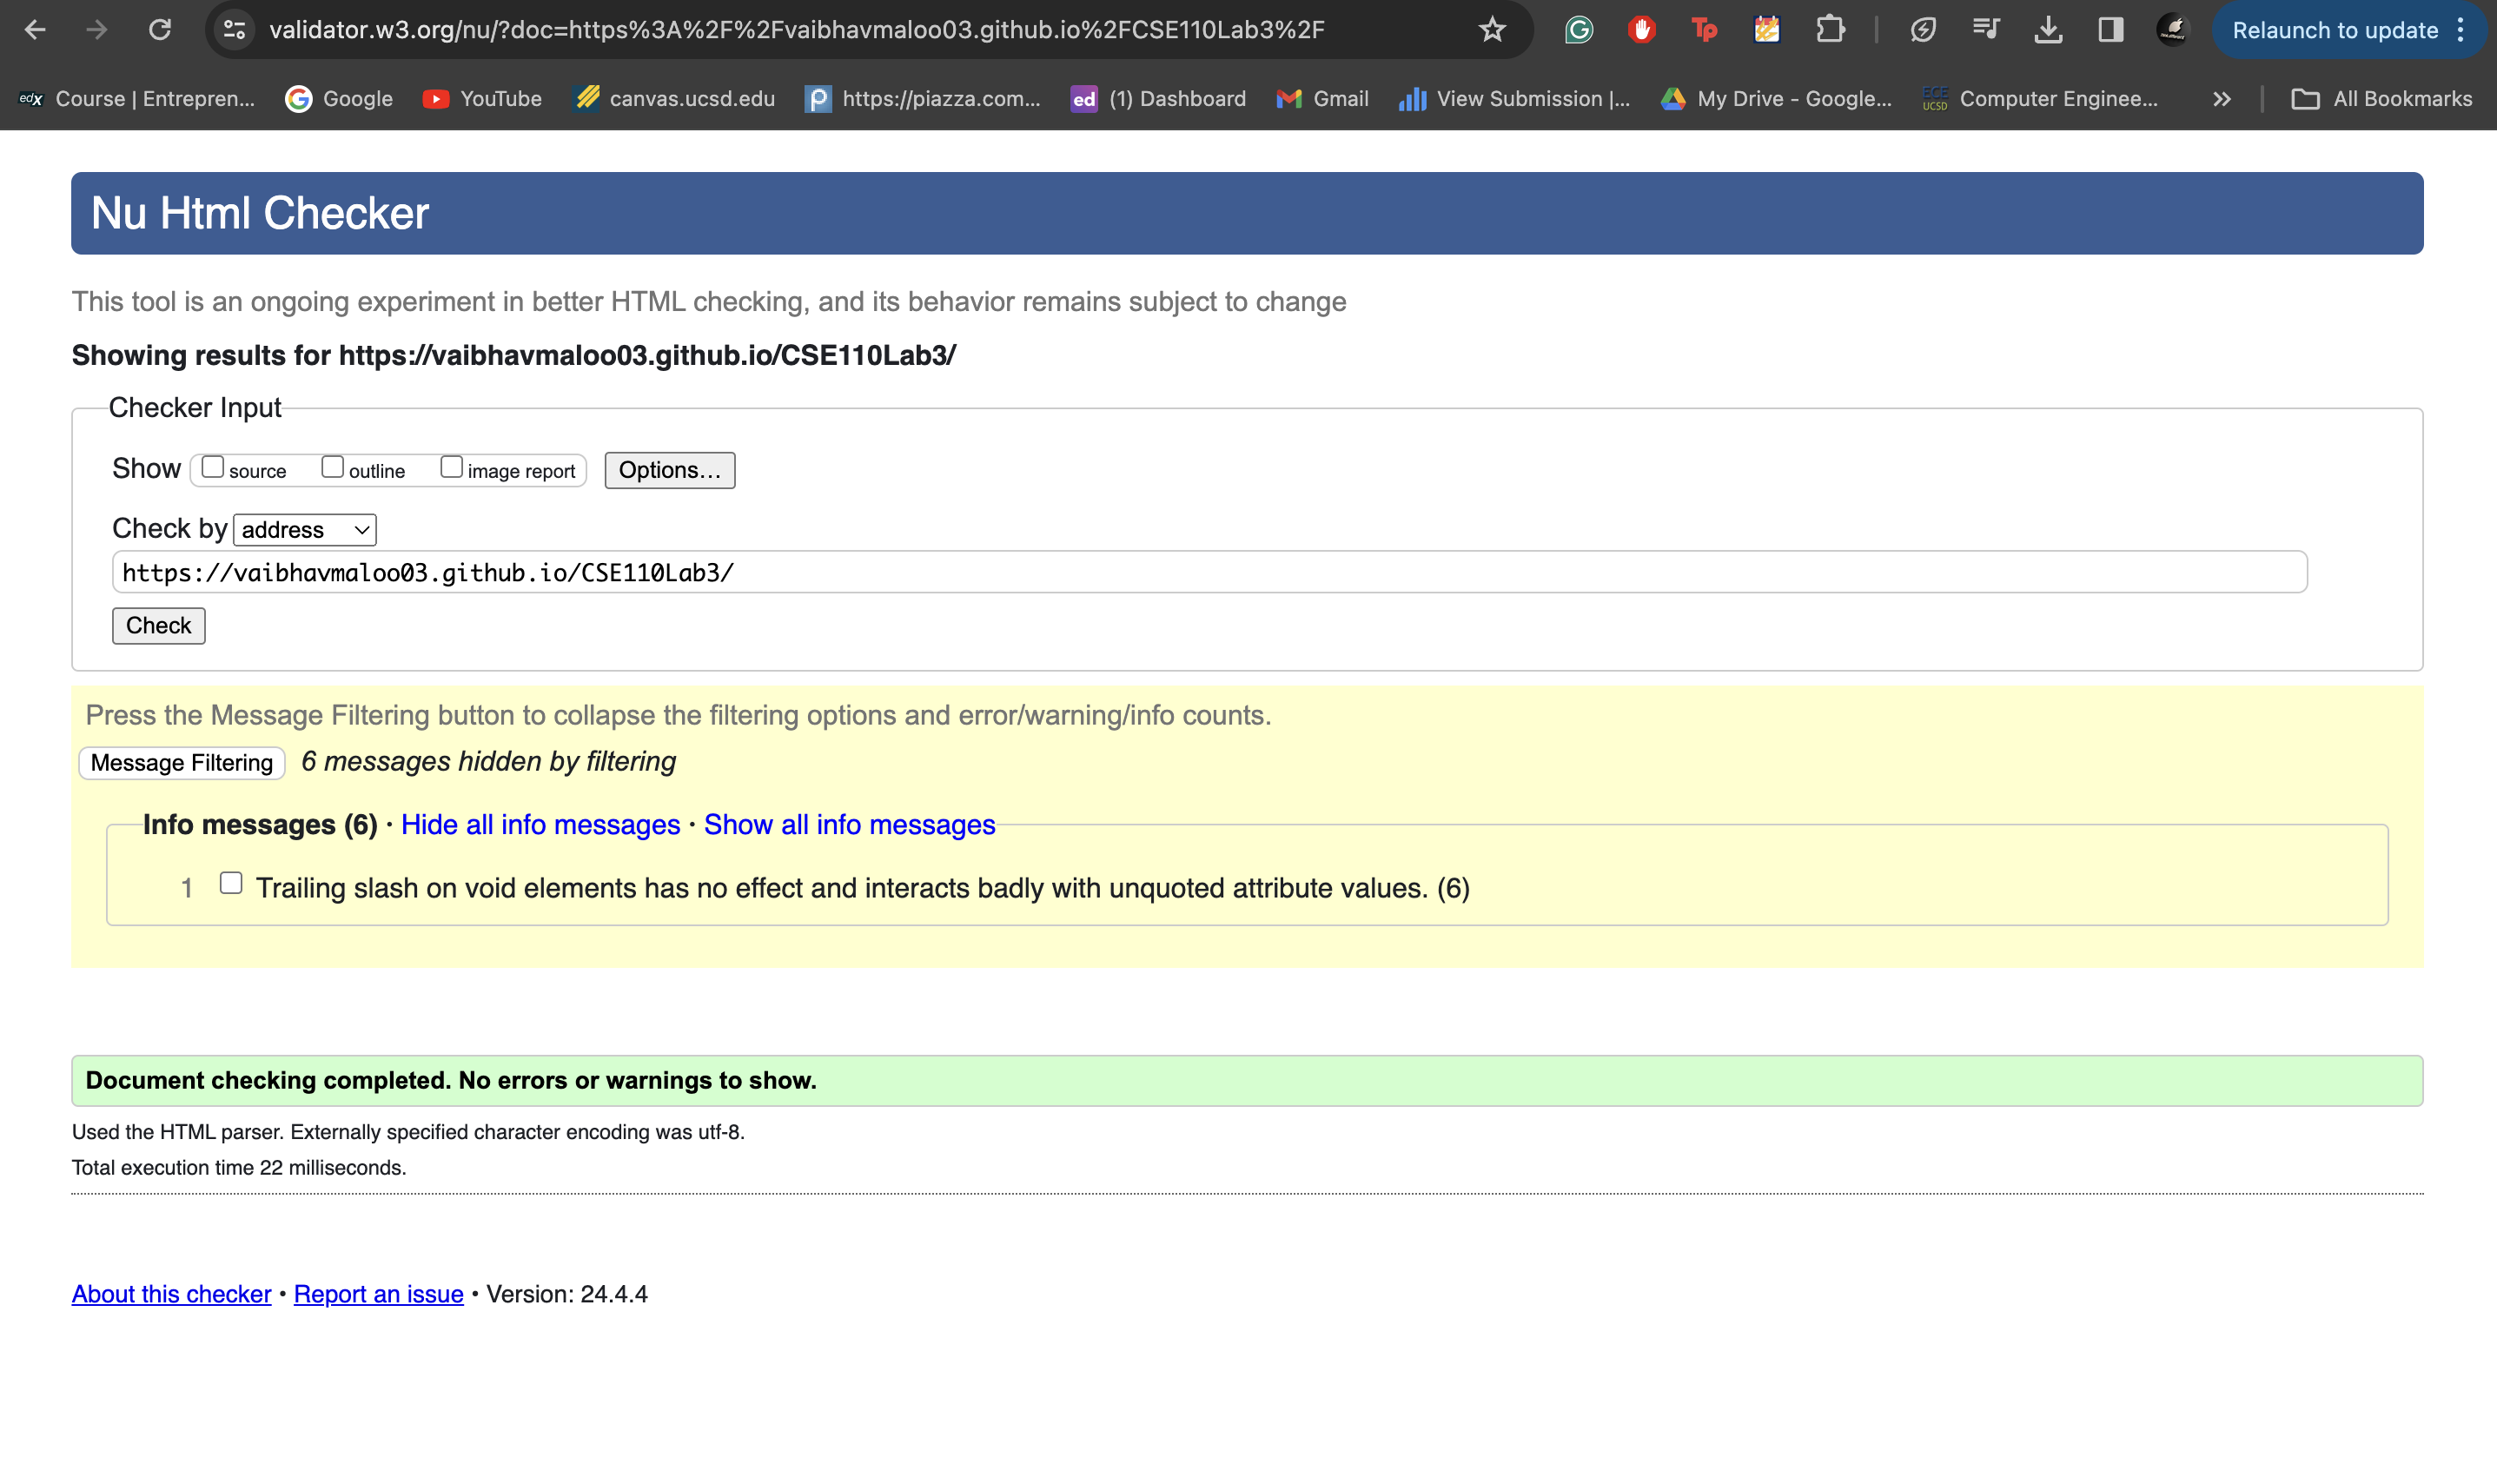 validator.w3.org/nu/?doc=https%3A%2F%2Fvaibhavmaloo03.github.io%2FCSE110Lab3%2F
Relaunch to update
edX Course | Entrepren... Google YouTube canvas.ucsd.edu https://piazza.com... ed (1) Dashboard Gmail View Submission |... My Drive - Google... ECE UCSD Computer Enginee... All Bookmarks
Nu Html Checker
This tool is an ongoing experiment in better HTML checking, and its behavior remains subject to change
Showing results for https://vaibhavmaloo03.github.io/CSE110Lab3/
Checker Input
Show source outline image report Options...
Check by address
https://vaibhavmaloo03.github.io/CSE110Lab3/
Check
Press the Message Filtering button to collapse the filtering options and error/warning/info counts.
Message Filtering 6 messages hidden by filtering
Info messages (6) · Hide all info messages · Show all info messages
1 Trailing slash on void elements has no effect and interacts badly with unquoted attribute values. (6)
Document checking completed. No errors or warnings to show.
Used the HTML parser. Externally specified character encoding was utf-8.
Total execution time 22 milliseconds.
About this checker • Report an issue • Version: 24.4.4